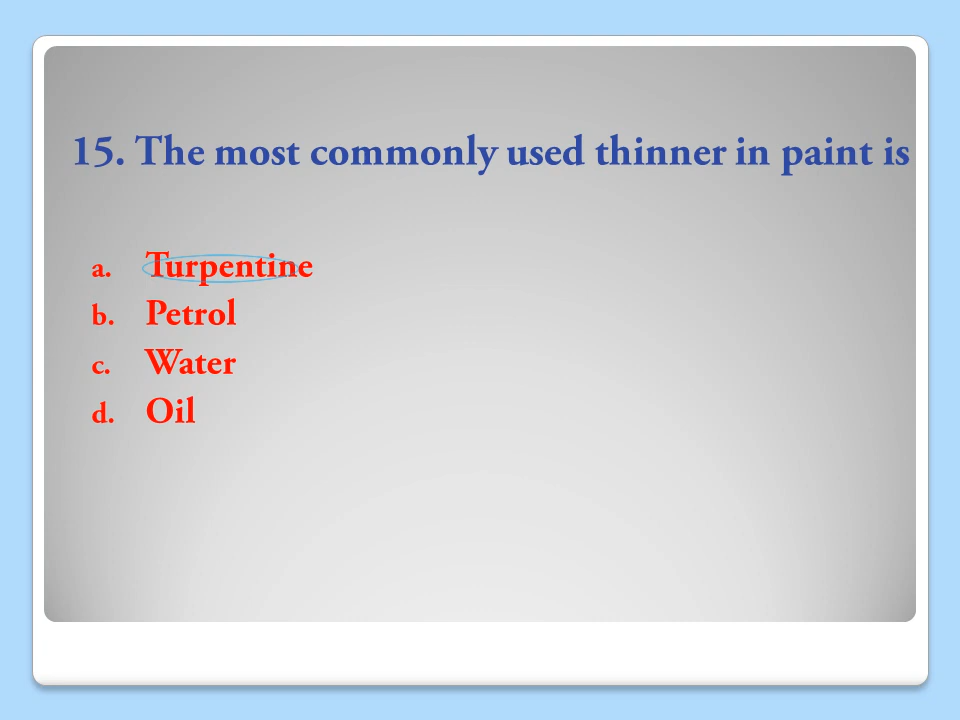 15. The most commonly used thinner in paint is
a. Turpentine
b. Petrol
c. Water
d. Oil